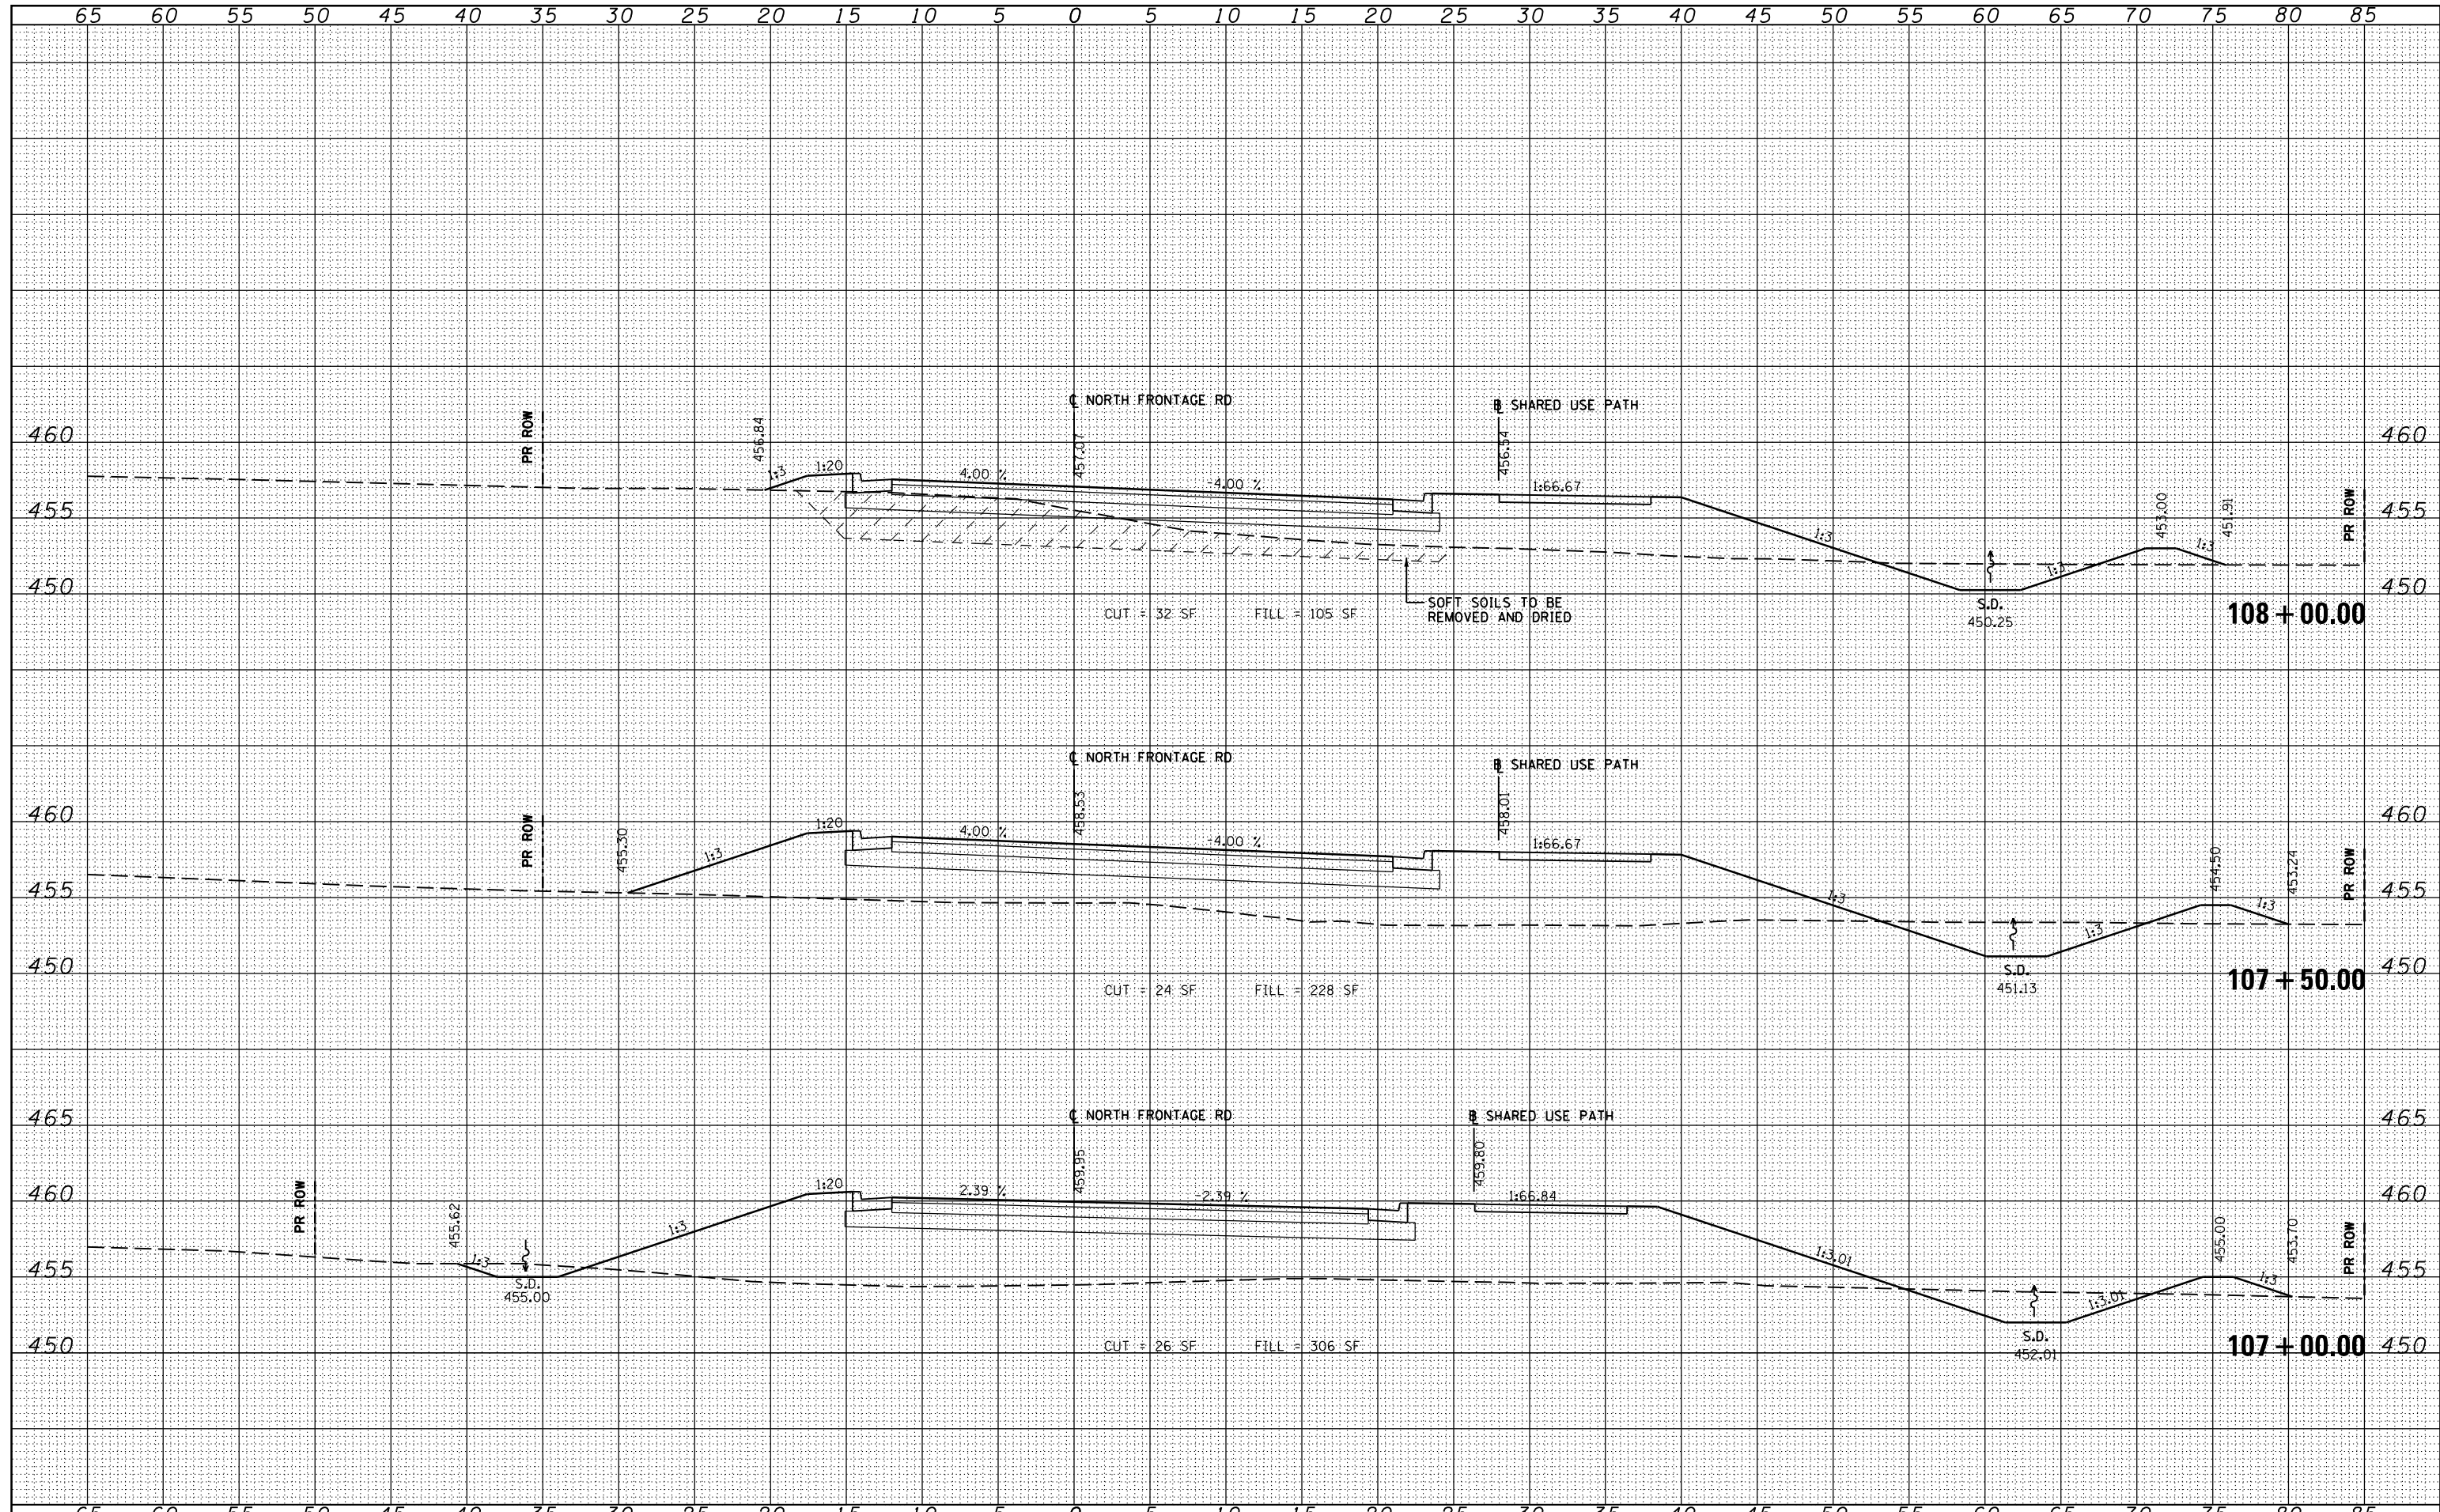 65 60 55 50 45 40 35 30 25 20 15 10 5 0 5 10 15 20 25 30 35 40 45 50 55 60 65 70 75 80 85
℄ NORTH FRONTAGE RD
SHARED USE PATH
PR ROW
456.84
457.07
456.54
460
460
1:3
1:20
4.00 %
-4.00 %
1:66.67
1:3
1:3
453.00
1:3
451.91
PR ROW
455
455
450
450
S.D.
450.25
CUT = 32 SF
FILL = 105 SF
SOFT SOILS TO BE
REMOVED AND DRIED
108+00.00
℄ NORTH FRONTAGE RD
SHARED USE PATH
PR ROW
455.30
458.53
458.01
460
460
1:3
1:20
4.00 %
-4.00 %
1:66.67
1:3
1:3
454.50
1:3
453.24
PR ROW
455
455
450
450
S.D.
451.13
CUT = 24 SF
FILL = 228 SF
107+50.00
465
465
℄ NORTH FRONTAGE RD
SHARED USE PATH
PR ROW
455.62
459.95
459.80
460
460
1:3
1:3
1:20
2.39 %
-2.39 %
1:66.84
1:3.01
1:3.01
455.00
1:3
453.70
PR ROW
455
455
S.D.
455.00
S.D.
452.01
CUT = 26 SF
FILL = 306 SF
107+00.00
450
450
65 60 55 50 45 40 35 30 25 20 15 10 5 0 5 10 15 20 25 30 35 40 45 50 55 60 65 70 75 80 85